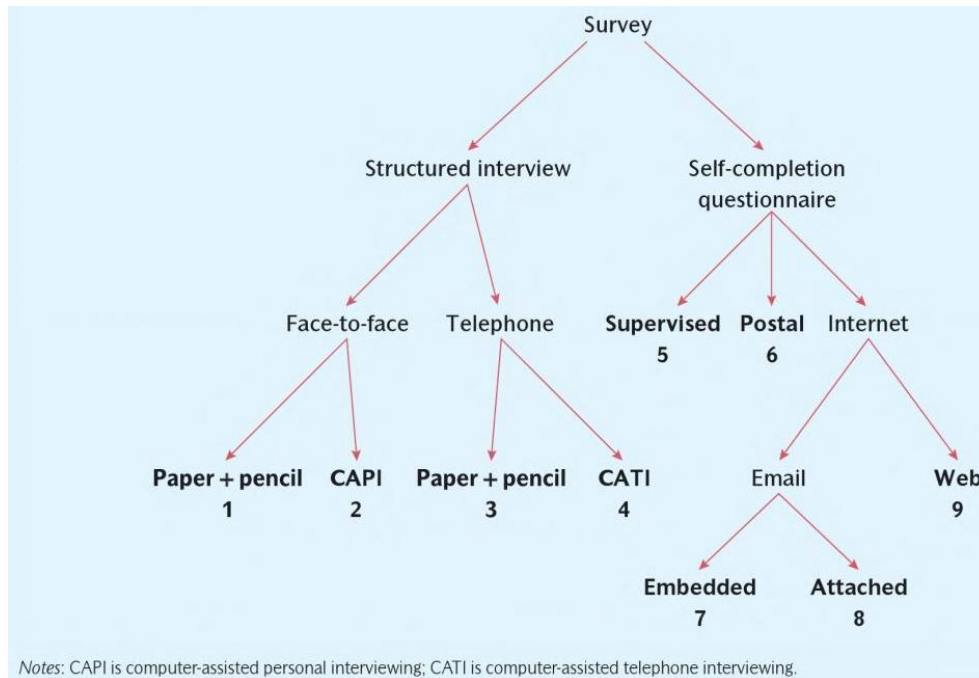 Survey
Structured interview
Self-completion
questionnaire
Face-to-face
Telephone
Supervised
5
Postal
6
Internet
Paper + pencil
1
CAPI
2
Paper + pencil
3
CATI
4
Email
Web
9
Embedded
7
Attached
8
Notes: CAPI is computer-assisted personal interviewing; CATI is computer-assisted telephone interviewing.